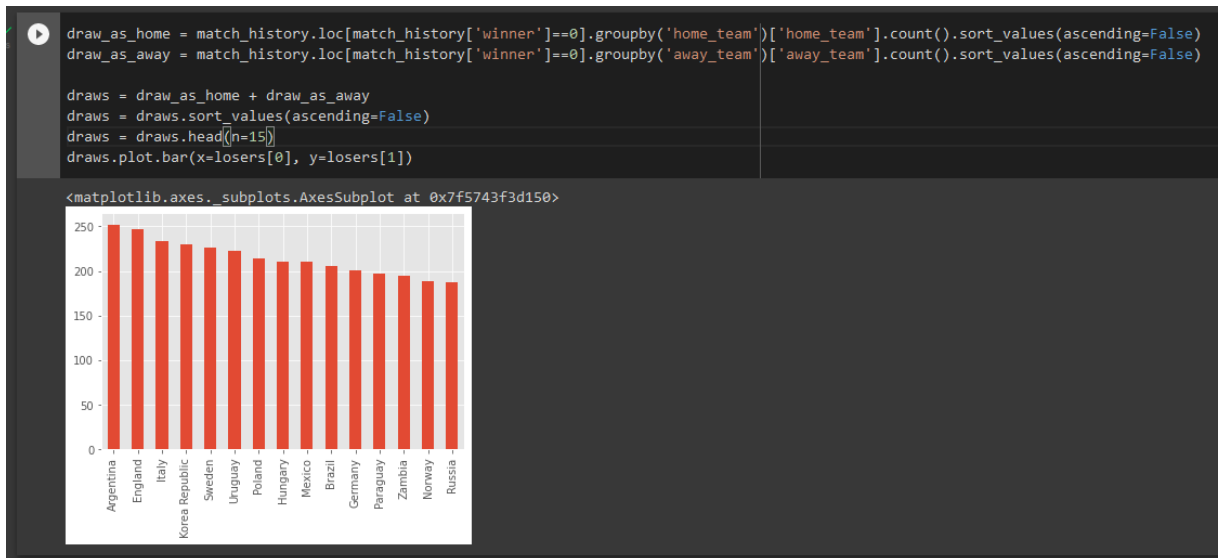 draw_as_home = match_history.loc[match_history['winner']==0].groupby('home_team')['home_team'].count().sort_values(ascending=False)
draw_as_away = match_history.loc[match_history['winner']==0].groupby('away_team')['away_team'].count().sort_values(ascending=False)
draws = draw_as_home + draw_as_away
draws = draws.sort_values(ascending=False)
draws = draws.head(n=15)
draws.plot.bar(x=losers[0], y=losers[1])
<matplotlib.axes._subplots.AxesSubplot at 0x7f5743f3d150>
250
200
150
100
50
0
Argentina
England
Italy
Korea Republic
Sweden
Uruguay
Poland
Hungary
Mexico
Brazil
Germany
Paraguay
Zambia
Norway
Russia